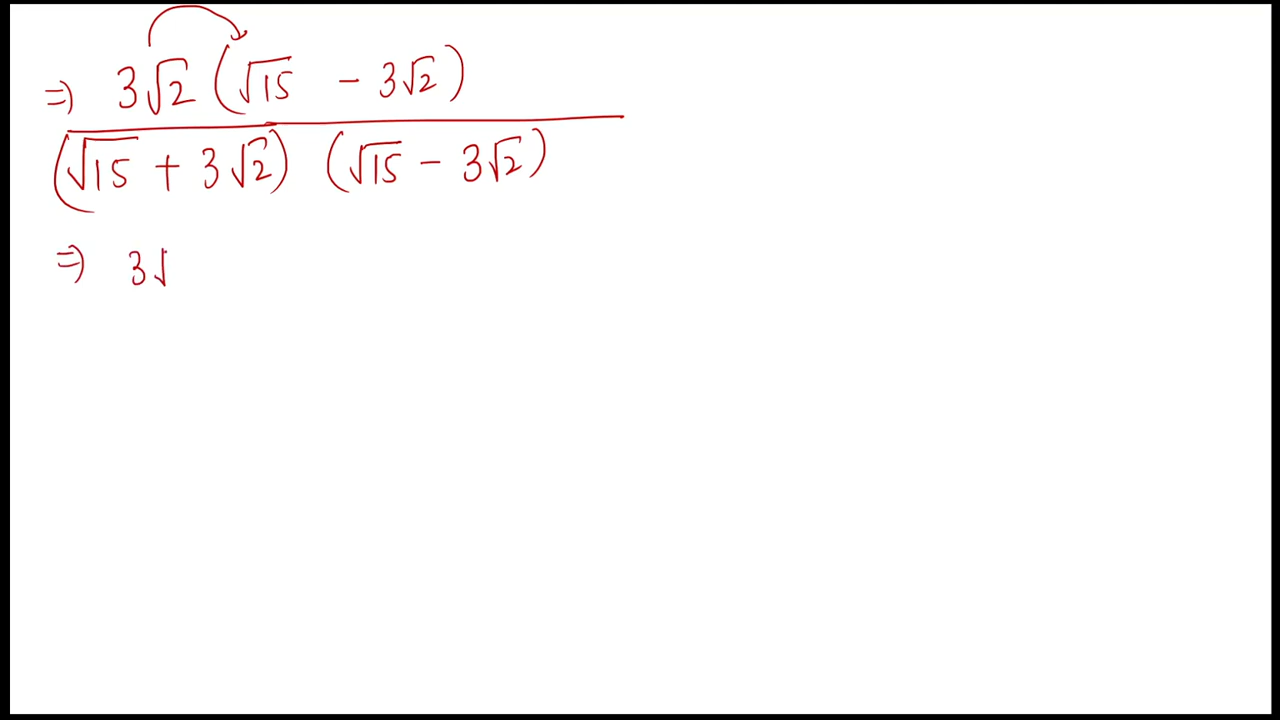 ⇒ 3√2 (√15 - 3√2)
(√15 + 3√2) (√15 - 3√2)
⇒ 3√